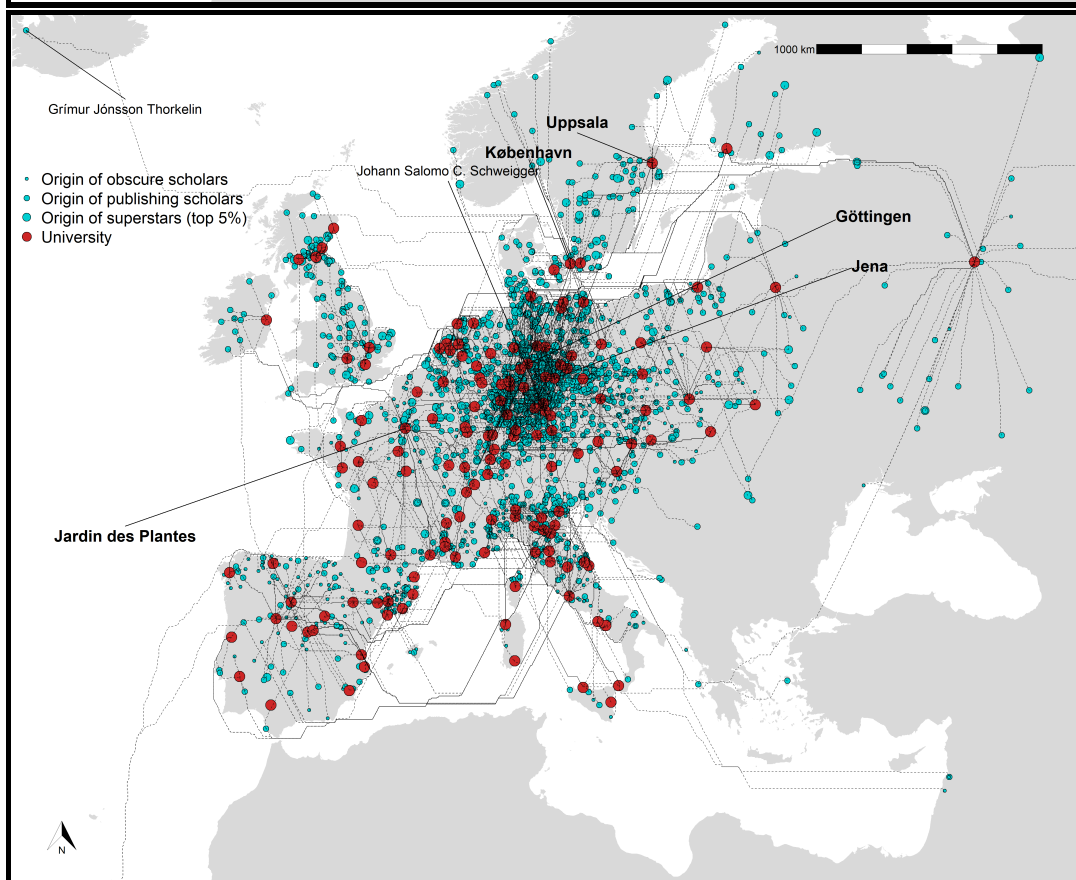 1000 km
Grímur Jónsson Thorkelin
Uppsala
København
Johann Salomo C. Schweigger
Origin of obscure scholars
Origin of publishing scholars
Origin of superstars (top 5%)
University
Göttingen
Jena
Jardin des Plantes
N